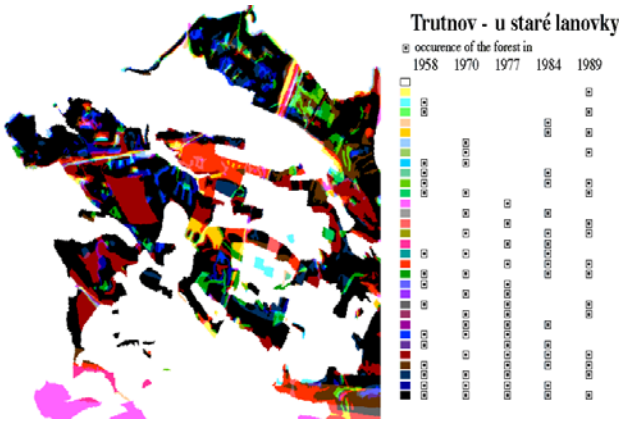 Trutnov - u staré lanovky
occurence of the forest in
1958 1970 1977 1984 1989